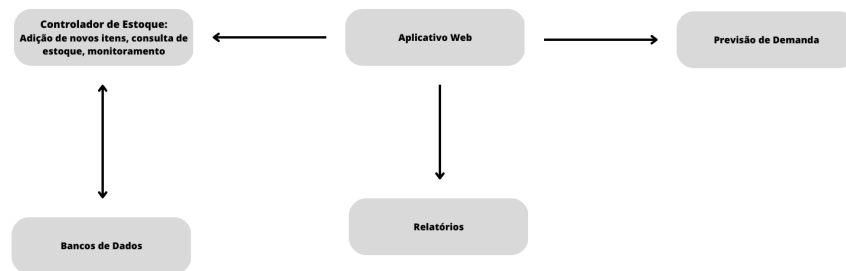 Controlador de Estoque:
Adição de novos itens, consulta de
estoque, monitoramento
Aplicativo Web
Previsão de Demanda
Bancos de Dados
Relatórios